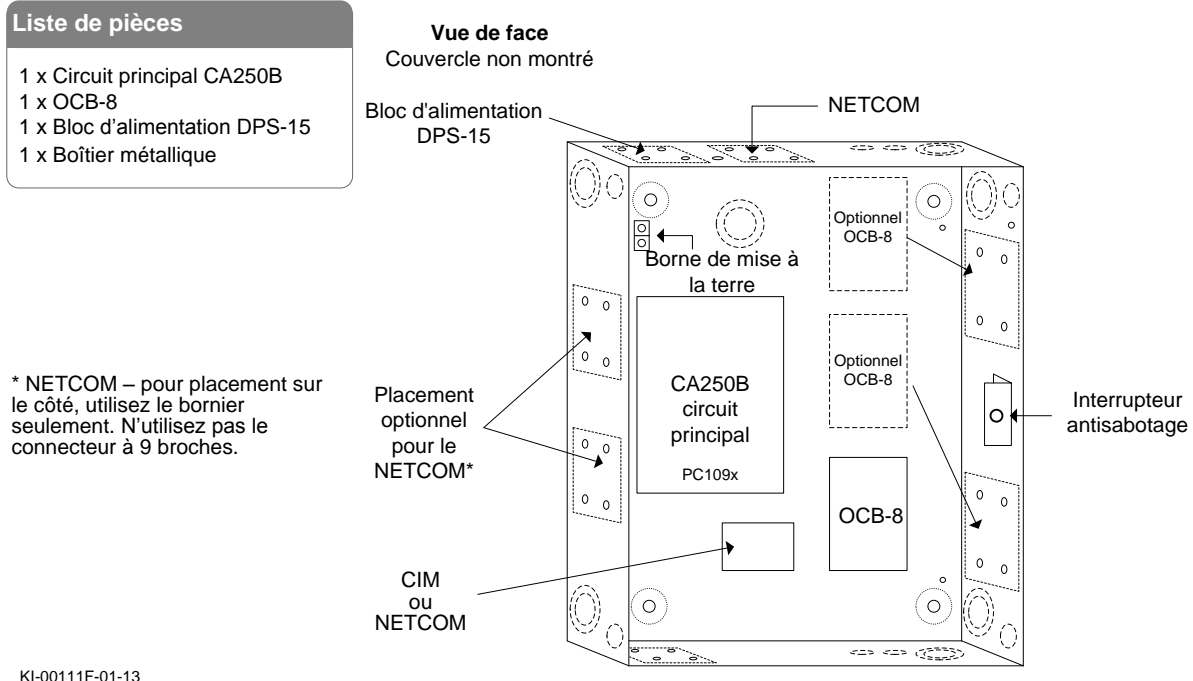 Liste de pièces
1 x Circuit principal CA250B
1 x OCB-8
1 x Bloc d’alimentation DPS-15
1 x Boîtier métallique
Vue de face
Couvercle non montré
Bloc d'alimentation
DPS-15
NETCOM
Optionnel
OCB-8
Borne de mise à
la terre
Optionnel
OCB-8
CA250B
circuit
principal
PC109x
OCB-8
Interrupteur
antisabotage
* NETCOM – pour placement sur
le côté, utilisez le bornier
seulement. N’utilisez pas le
connecteur à 9 broches.
Placement
optionnel
pour le
NETCOM*
CIM
ou
NETCOM
KI-00111F-01-13